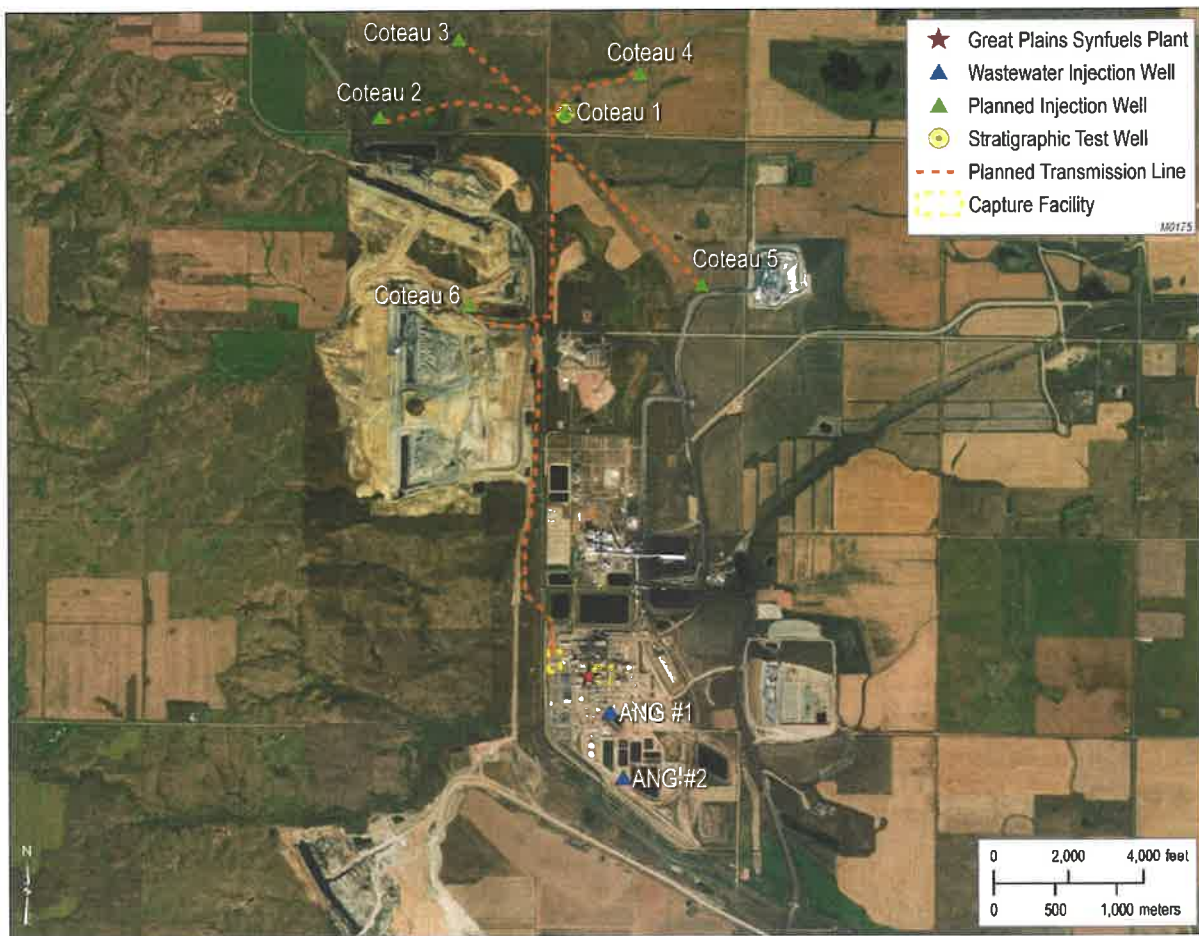 Coteau 3
Coteau 4
Coteau 2
Coteau 1
Coteau 5
Coteau 6
ANG #1
ANG #2
Great Plains Synfuels Plant
Wastewater Injection Well
Planned Injection Well
Stratigraphic Test Well
Planned Transmission Line
Capture Facility
M0175
N
0 2,000 4,000 feet
0 500 1,000 meters